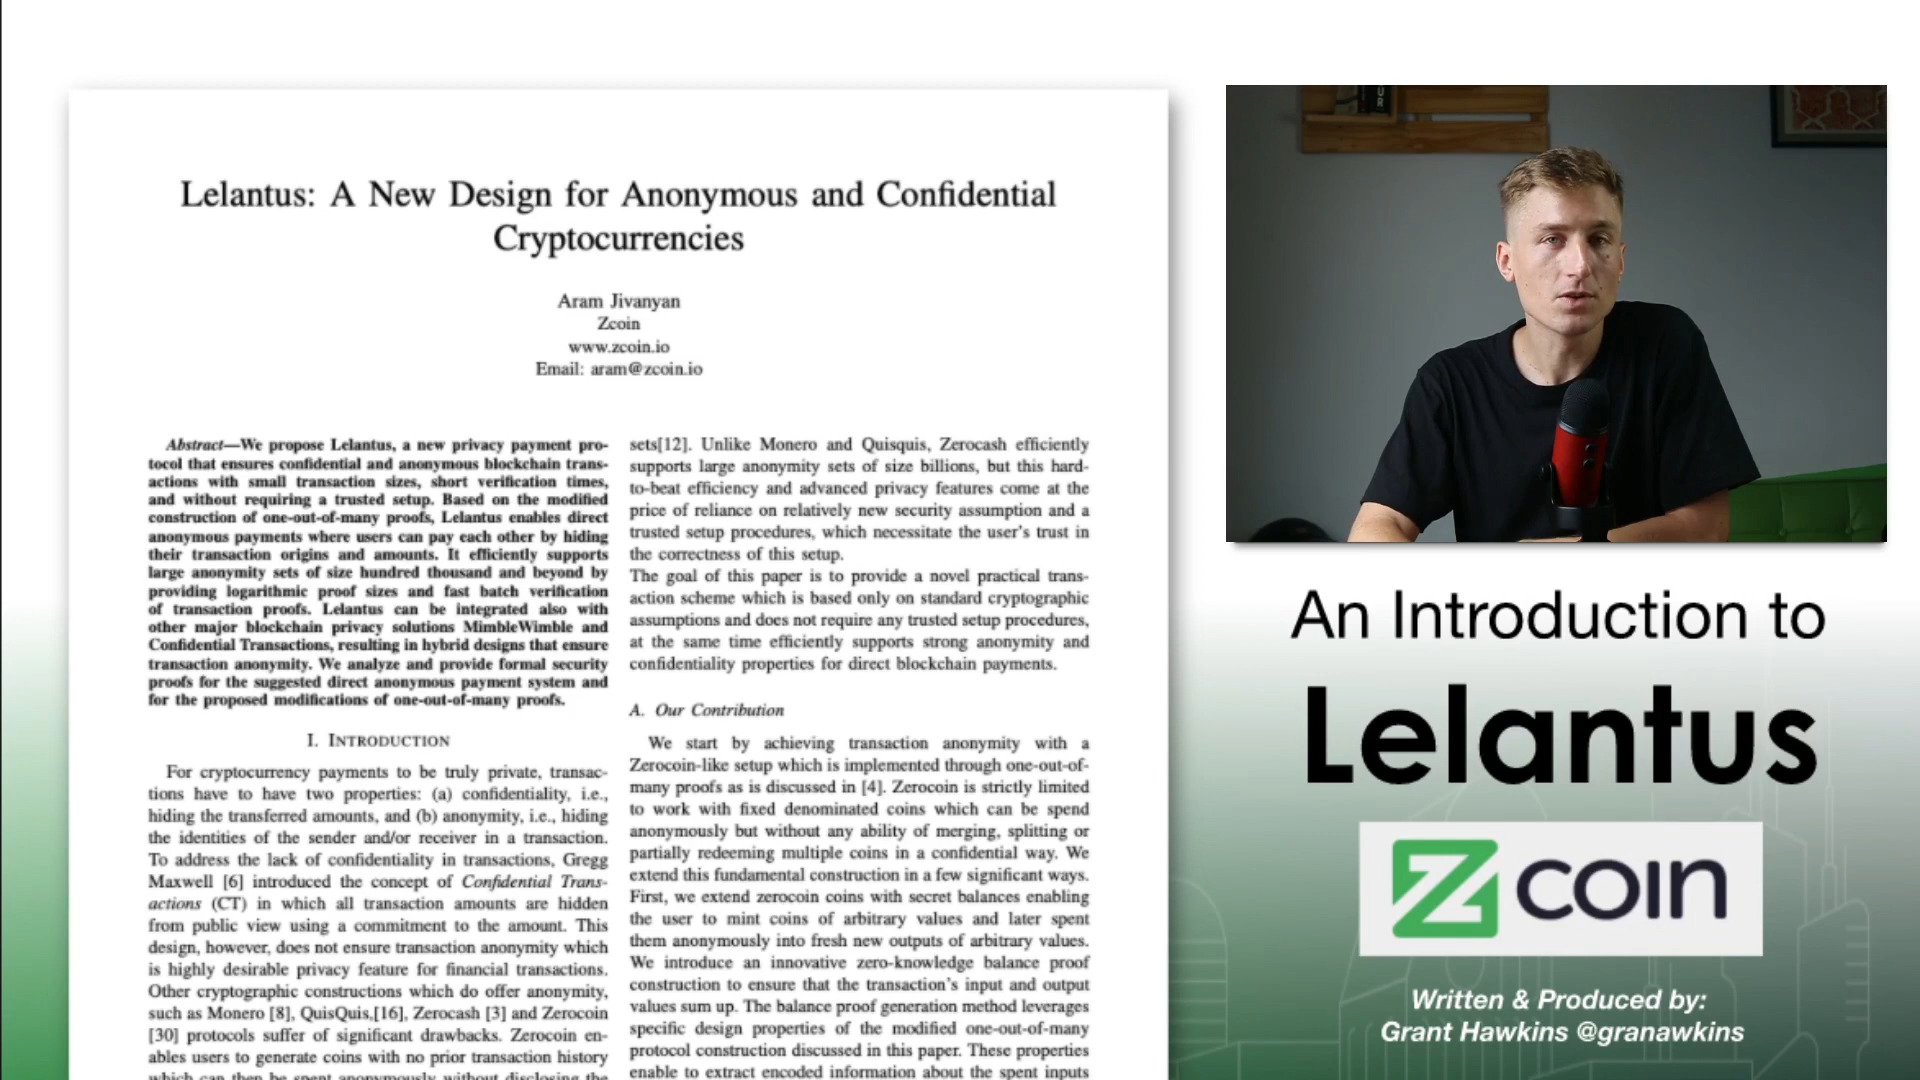 Lelantus: A New Design for Anonymous and Confidential
Cryptocurrencies
Aram Jivanyan
Zcoin
www.zcoin.io
Email: aram@zcoin.io
Abstract—We propose Lelantus, a new privacy payment pro-
tocol that ensures confidential and anonymous blockchain trans-
actions with small transaction sizes, short verification times,
and without requiring a trusted setup. Based on the modified
construction of one-out-of-many proofs, Lelantus enables direct
anonymous payments where users can pay each other by hiding
their transaction origins and amounts. It efficiently supports
large anonymity sets of size hundred thousand and beyond by
providing logarithmic proof sizes and fast batch verification
of transaction proofs. Lelantus can be integrated also with
other major blockchain privacy solutions MimbleWimble and
Confidential Transactions, resulting in hybrid designs that ensure
transaction anonymity. We analyze and provide formal security
proofs for the suggested direct anonymous payment system and
for the proposed modifications of one-out-of-many proofs.
I. INTRODUCTION
For cryptocurrency payments to be truly private, transac-
tions have to have two properties: (a) confidentiality, i.e.,
hiding the transferred amounts, and (b) anonymity, i.e., hiding
the identities of the sender and/or receiver in a transaction.
To address the lack of confidentiality in transactions, Gregg
Maxwell [6] introduced the concept of Confidential Trans-
actions (CT) in which all transaction amounts are hidden
from public view using a commitment to the amount. This
design, however, does not ensure transaction anonymity which
is highly desirable privacy feature for financial transactions.
Other cryptographic constructions which do offer anonymity,
such as Monero [8], QuisQuis,[16], Zerocash [3] and Zerocoin
[30] protocols suffer of significant drawbacks. Zerocoin en-
ables users to generate coins with no prior transaction history
which can then be spent anonymously without disclosing the
sets[12]. Unlike Monero and Quisquis, Zerocash efficiently
supports large anonymity sets of size billions, but this hard-
to-beat efficiency and advanced privacy features come at the
price of reliance on relatively new security assumption and a
trusted setup procedures, which necessitate the user's trust in
the correctness of this setup.
The goal of this paper is to provide a novel practical trans-
action scheme which is based only on standard cryptographic
assumptions and does not require any trusted setup procedures,
at the same time efficiently supports strong anonymity and
confidentiality properties for direct blockchain payments.
A. Our Contribution
We start by achieving transaction anonymity with a
Zerocoin-like setup which is implemented through one-out-of-
many proofs as is discussed in [4]. Zerocoin is strictly limited
to work with fixed denominated coins which can be spend
anonymously but without any ability of merging, splitting or
partially redeeming multiple coins in a confidential way. We
extend this fundamental construction in a few significant ways.
First, we extend zerocoin coins with secret balances enabling
the user to mint coins of arbitrary values and later spent
them anonymously into fresh new outputs of arbitrary values.
We introduce an innovative zero-knowledge balance proof
construction to ensure that the transaction's input and output
values sum up. The balance proof generation method leverages
specific design properties of the modified one-out-of-many
protocol construction discussed in this paper. These properties
enable to extract encoded information about the spent inputs
UR
An Introduction to
Lelantus
Zcoin
Written & Produced by:
Grant Hawkins @granawkins